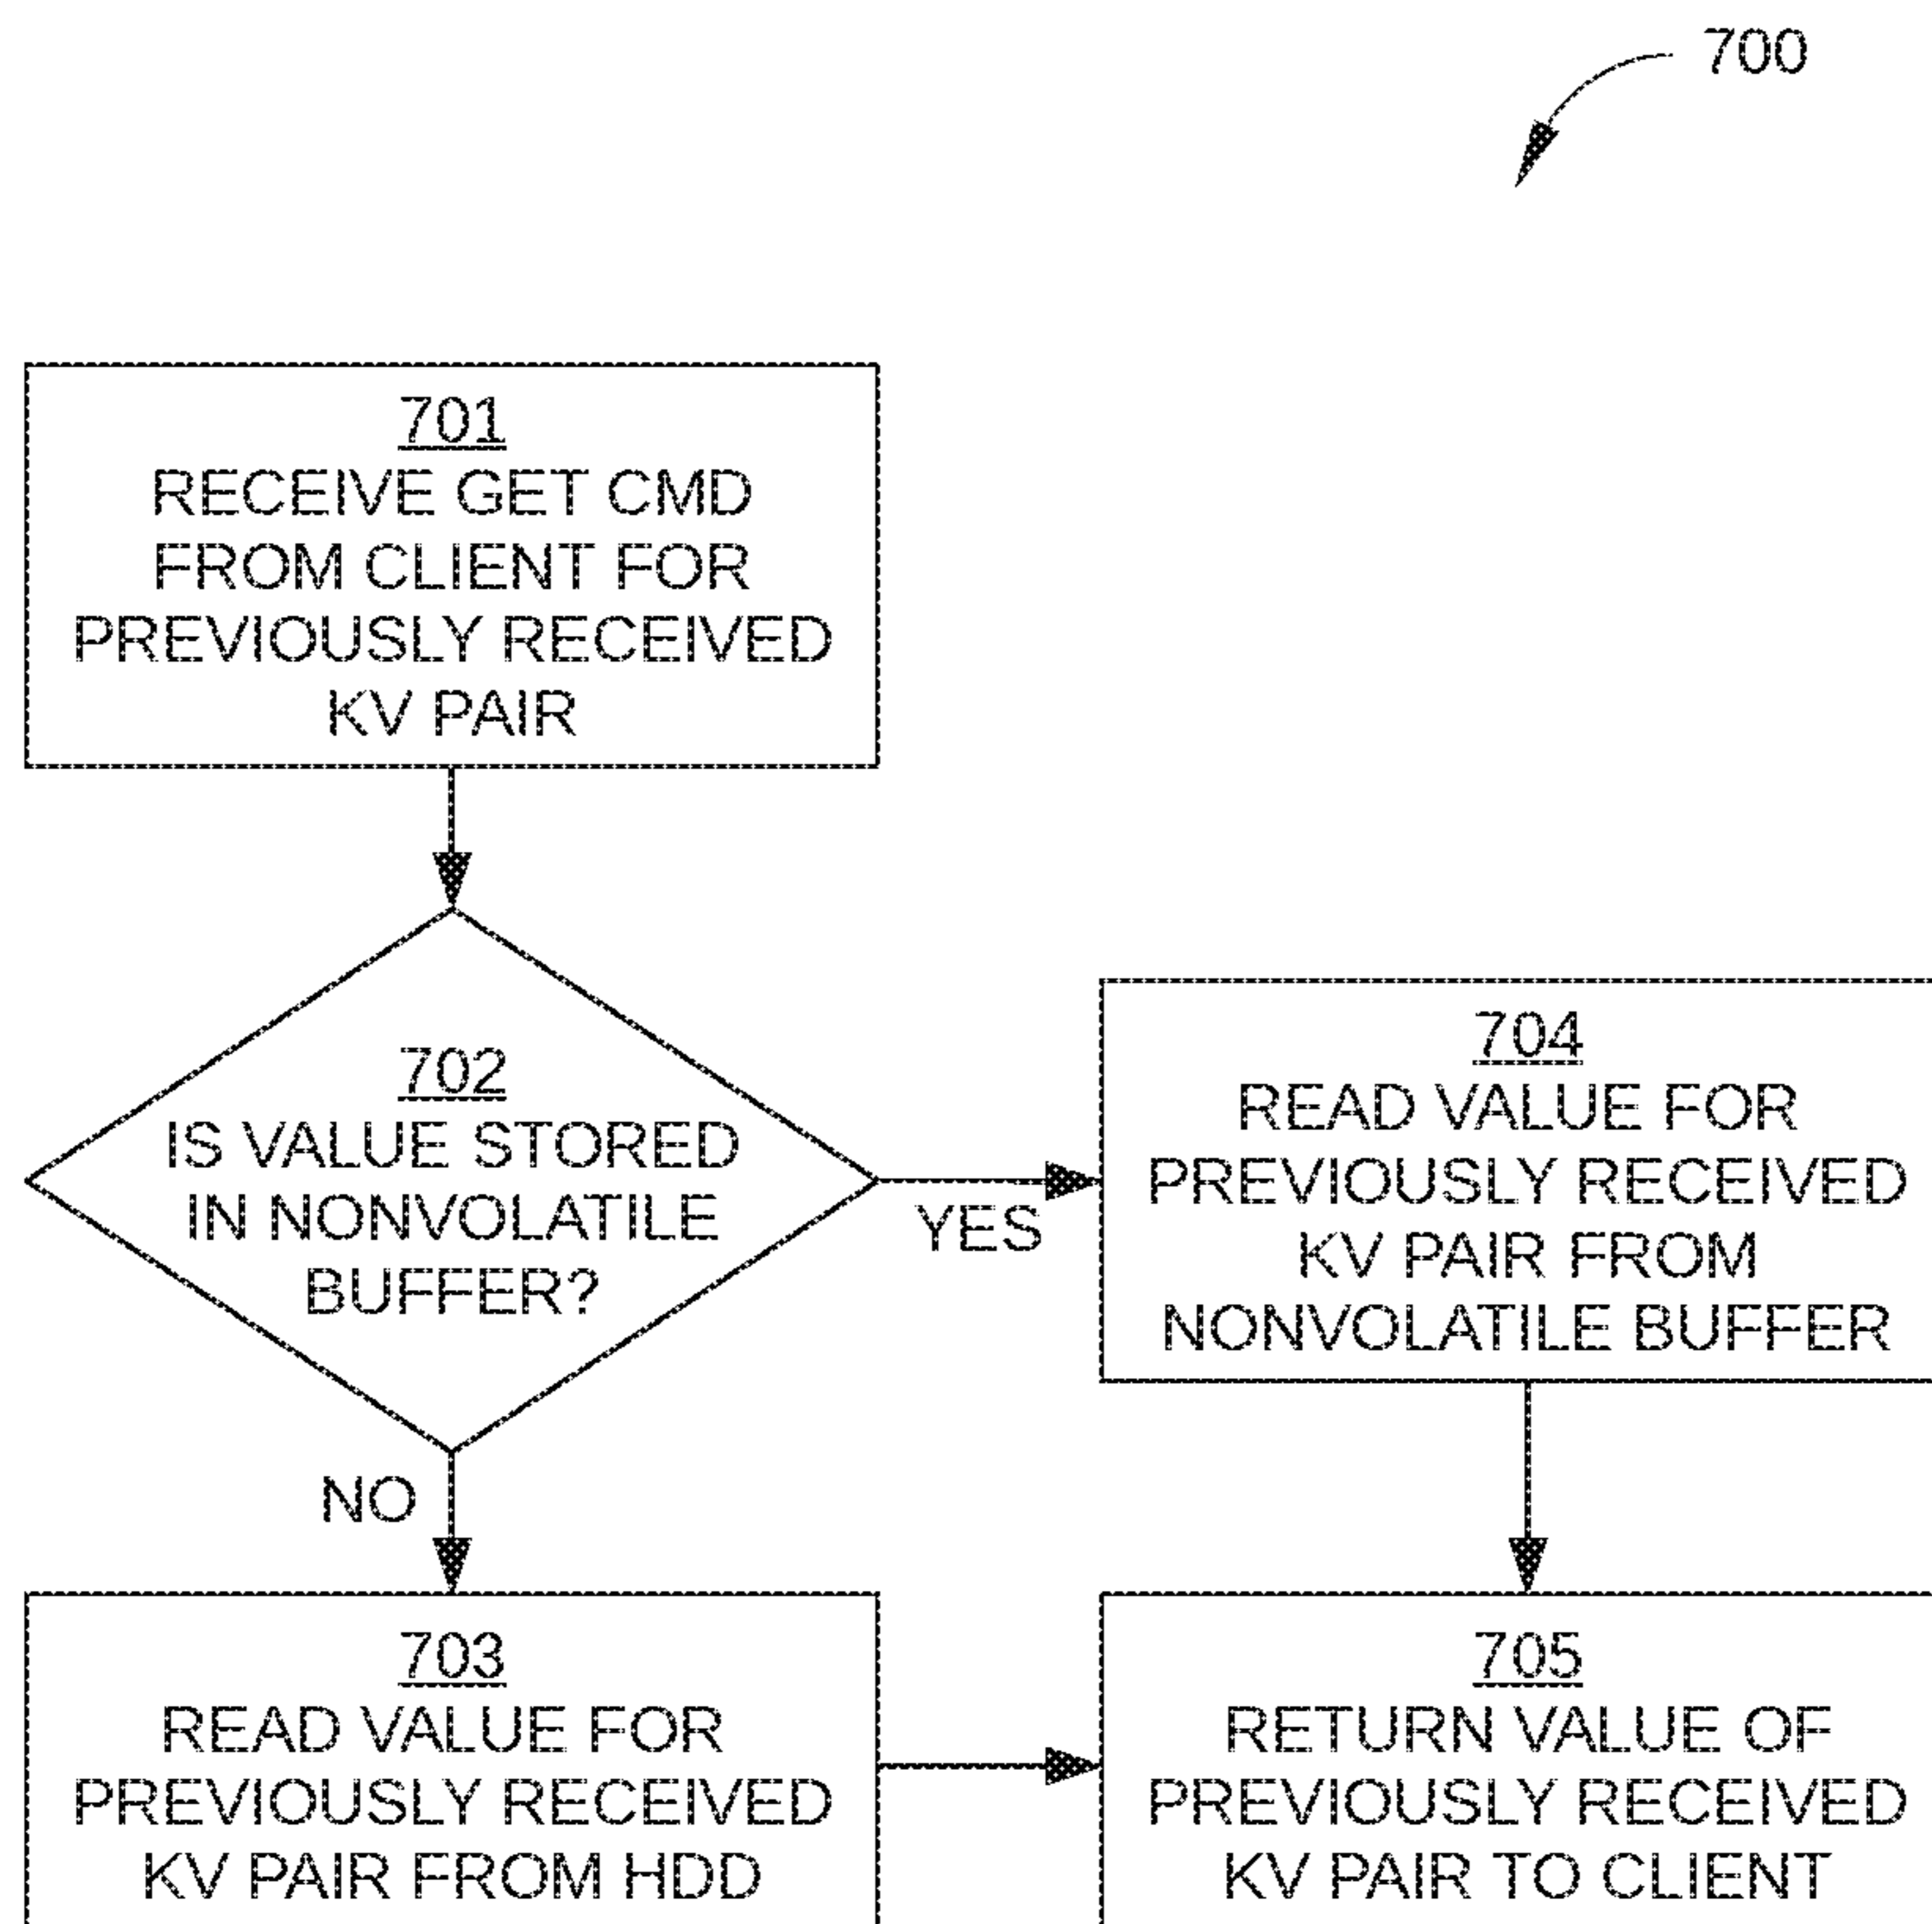 700
701
RECEIVE GET CMD
FROM CLIENT FOR
PREVIOUSLY RECEIVED
KV PAIR
702
IS VALUE STORED
IN NONVOLATILE
BUFFER?
YES
NO
704
READ VALUE FOR
PREVIOUSLY RECEIVED
KV PAIR FROM
NONVOLATILE BUFFER
703
READ VALUE FOR
PREVIOUSLY RECEIVED
KV PAIR FROM HDD
705
RETURN VALUE OF
PREVIOUSLY RECEIVED
KV PAIR TO CLIENT